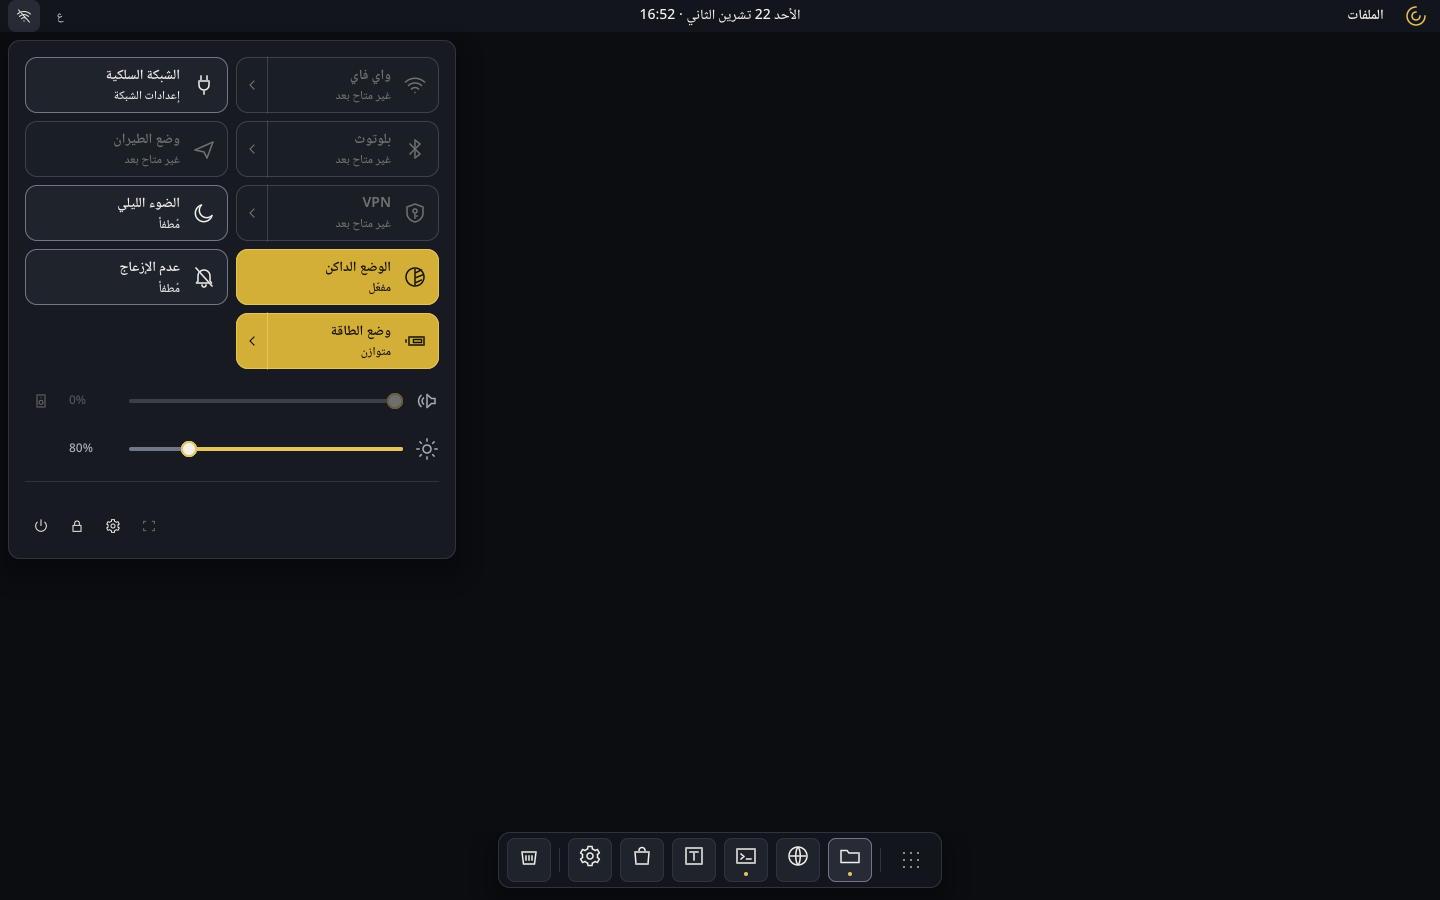 الملفات
الأحد 22 تشرين الثاني · 16:52
ع
واي فاي
غير متاح بعد
الشبكة السلكية
إعدادات الشبكة
بلوتوث
غير متاح بعد
وضع الطيران
غير متاح بعد
VPN
غير متاح بعد
الضوء الليلي
مُطفأ
الوضع الداكن
مفعّل
عدم الإزعاج
مُطفأ
وضع الطاقة
متوازن
0%
80%